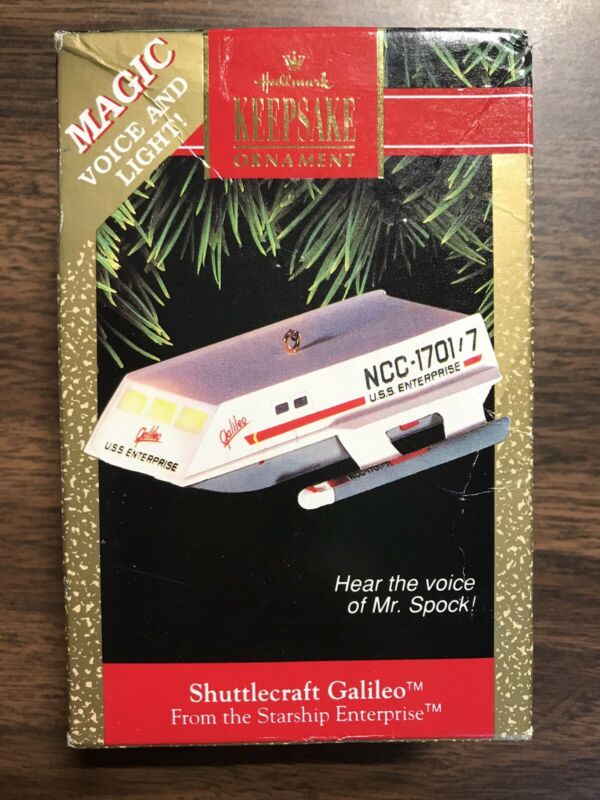 MAGIC
VOICE AND
LIGHT!
Hallmark
KEEPSAKE
ORNAMENT
NCC-1701/7
U.S.S. ENTERPRISE
Galileo
Galileo
U.S.S. ENTERPRISE
Hear the voice
of Mr. Spock!
Shuttlecraft Galileo™
From the Starship Enterprise™